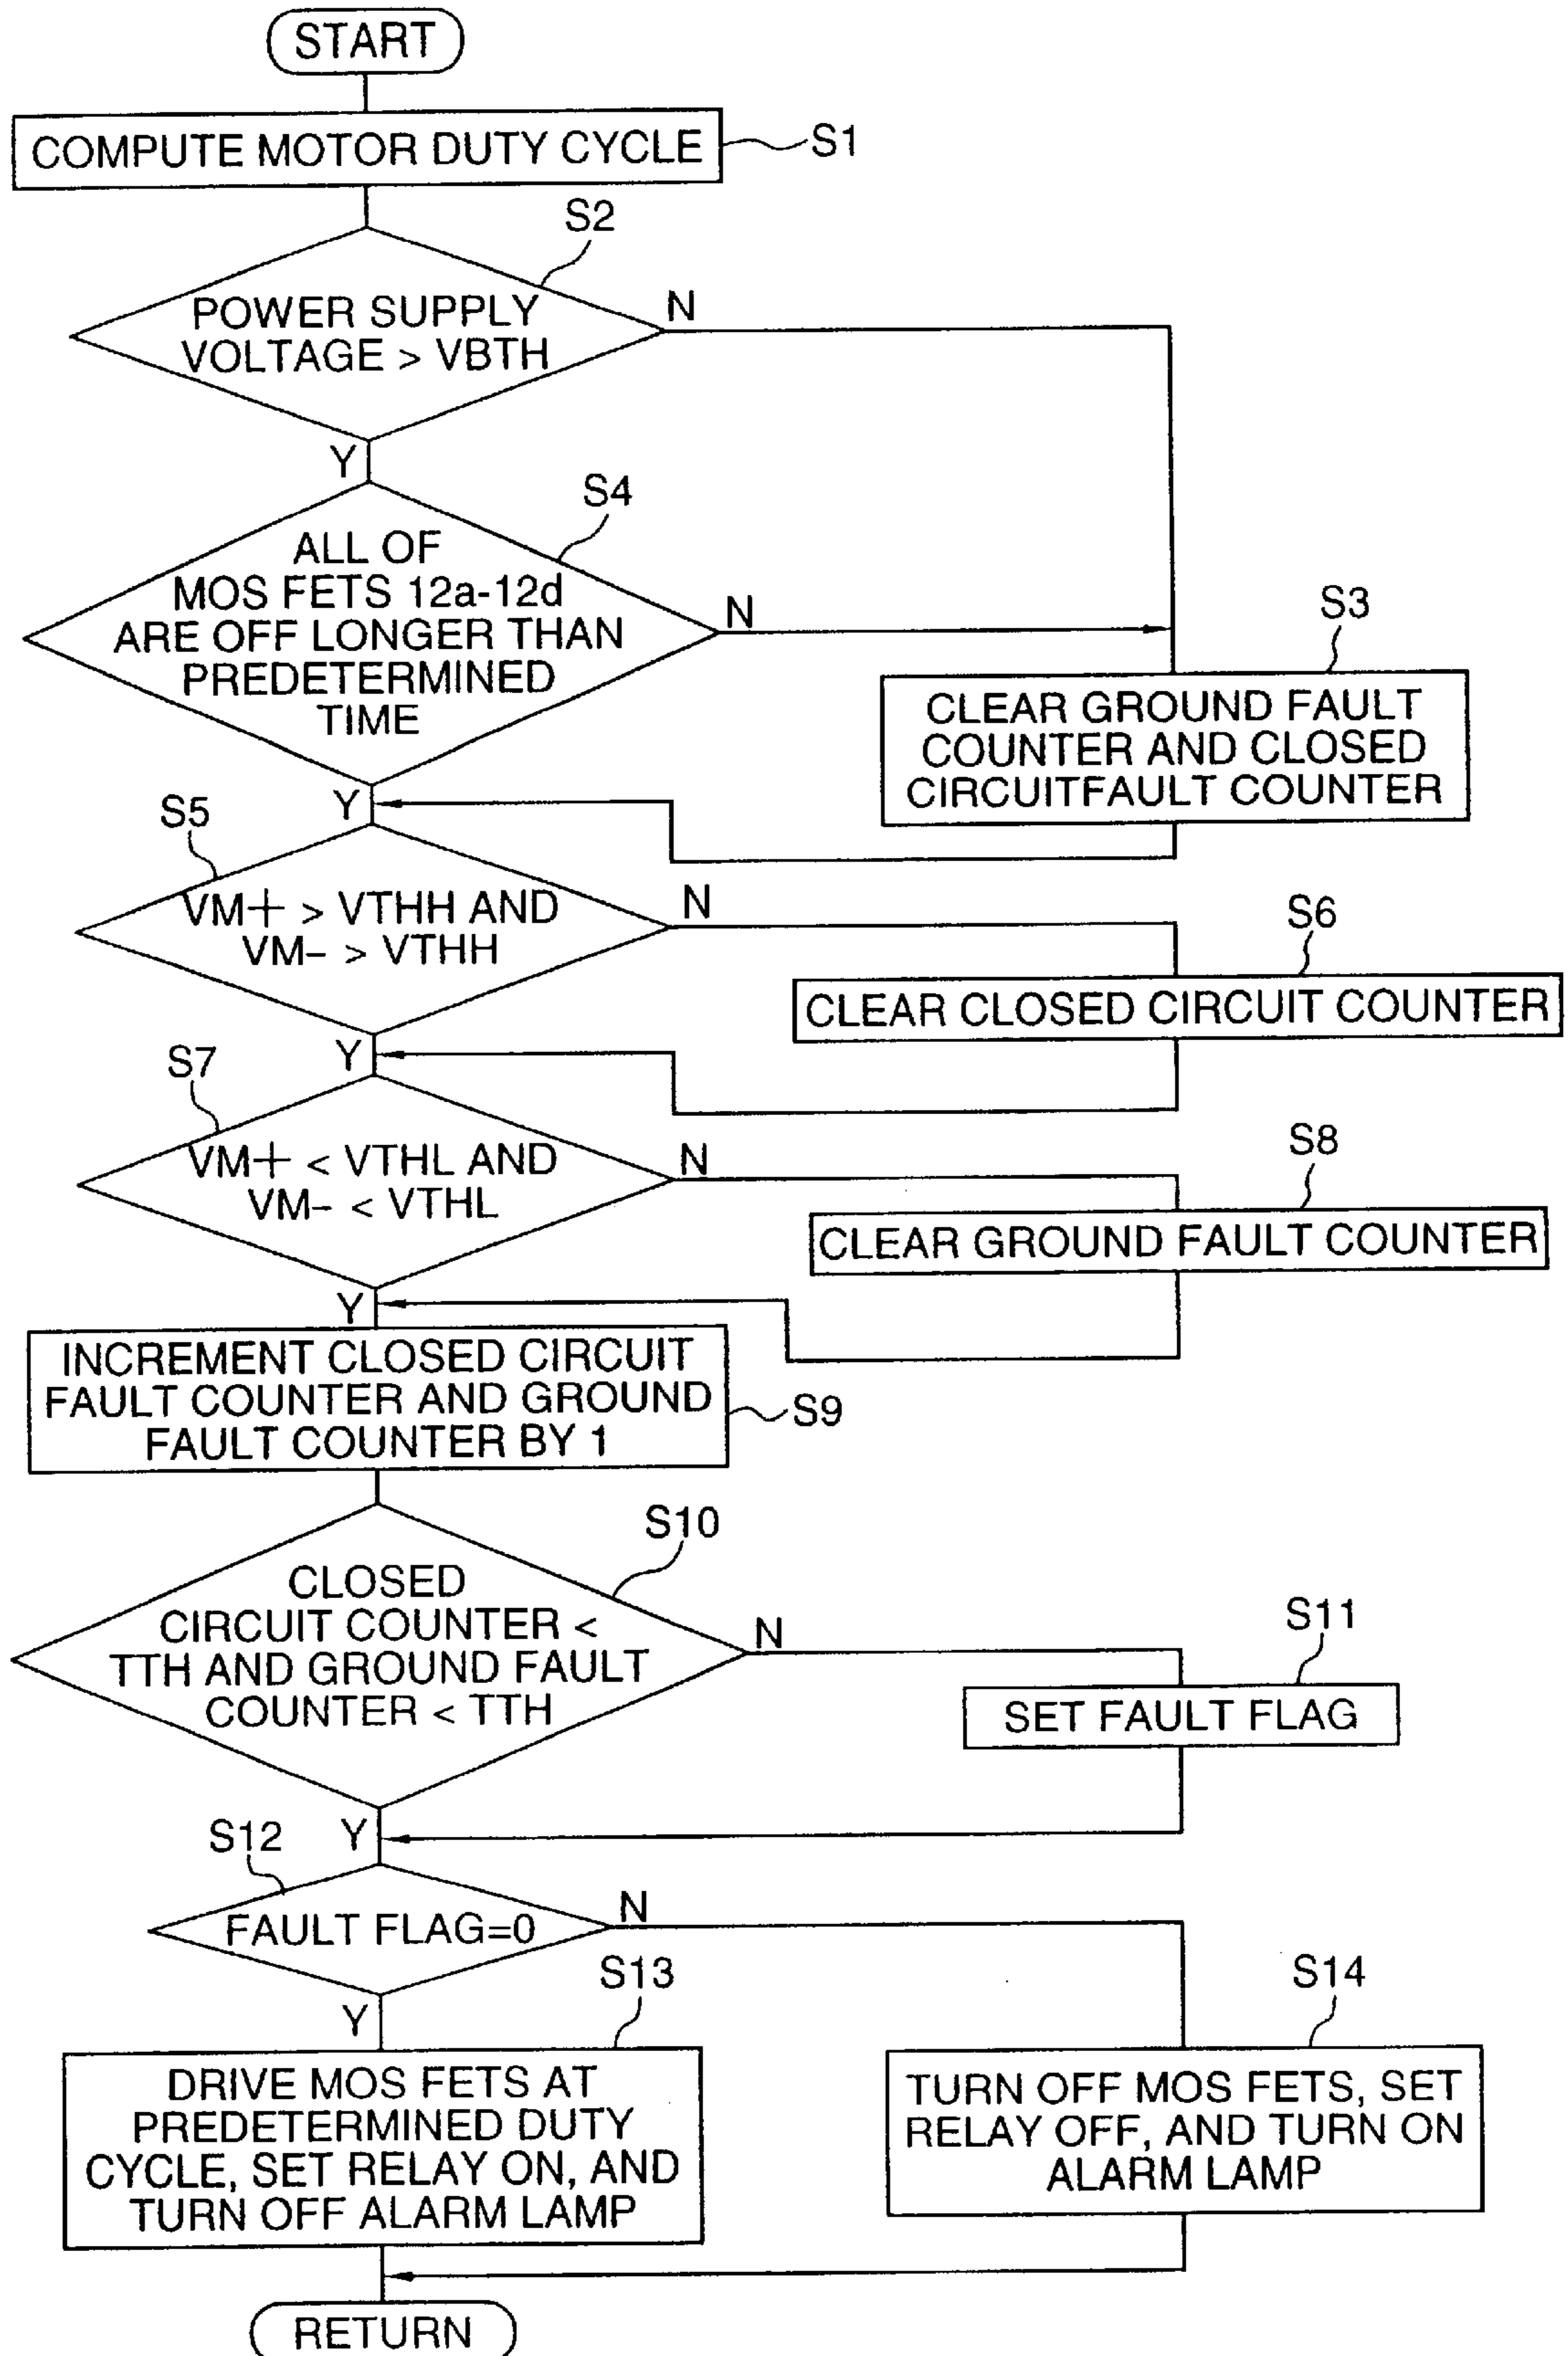 START
COMPUTE MOTOR DUTY CYCLE
S1
S2
POWER SUPPLY
VOLTAGE > VBTH
N
Y
S4
ALL OF
MOS FETS 12a-12d
ARE OFF LONGER THAN
PREDETERMINED
TIME
N
Y
S3
CLEAR GROUND FAULT
COUNTER AND CLOSED
CIRCUITFAULT COUNTER
S5
VM+ > VTHH AND
VM- > VTHH
N
Y
S6
CLEAR CLOSED CIRCUIT COUNTER
S7
VM+ < VTHL AND
VM- < VTHL
N
Y
S8
CLEAR GROUND FAULT COUNTER
INCREMENT CLOSED CIRCUIT
FAULT COUNTER AND GROUND
FAULT COUNTER BY 1
S9
S10
CLOSED
CIRCUIT COUNTER <
TTH AND GROUND FAULT
COUNTER < TTH
N
Y
S11
SET FAULT FLAG
S12
FAULT FLAG=0
N
Y
S13
DRIVE MOS FETS AT
PREDETERMINED DUTY
CYCLE, SET RELAY ON, AND
TURN OFF ALARM LAMP
S14
TURN OFF MOS FETS, SET
RELAY OFF, AND TURN ON
ALARM LAMP
RETURN